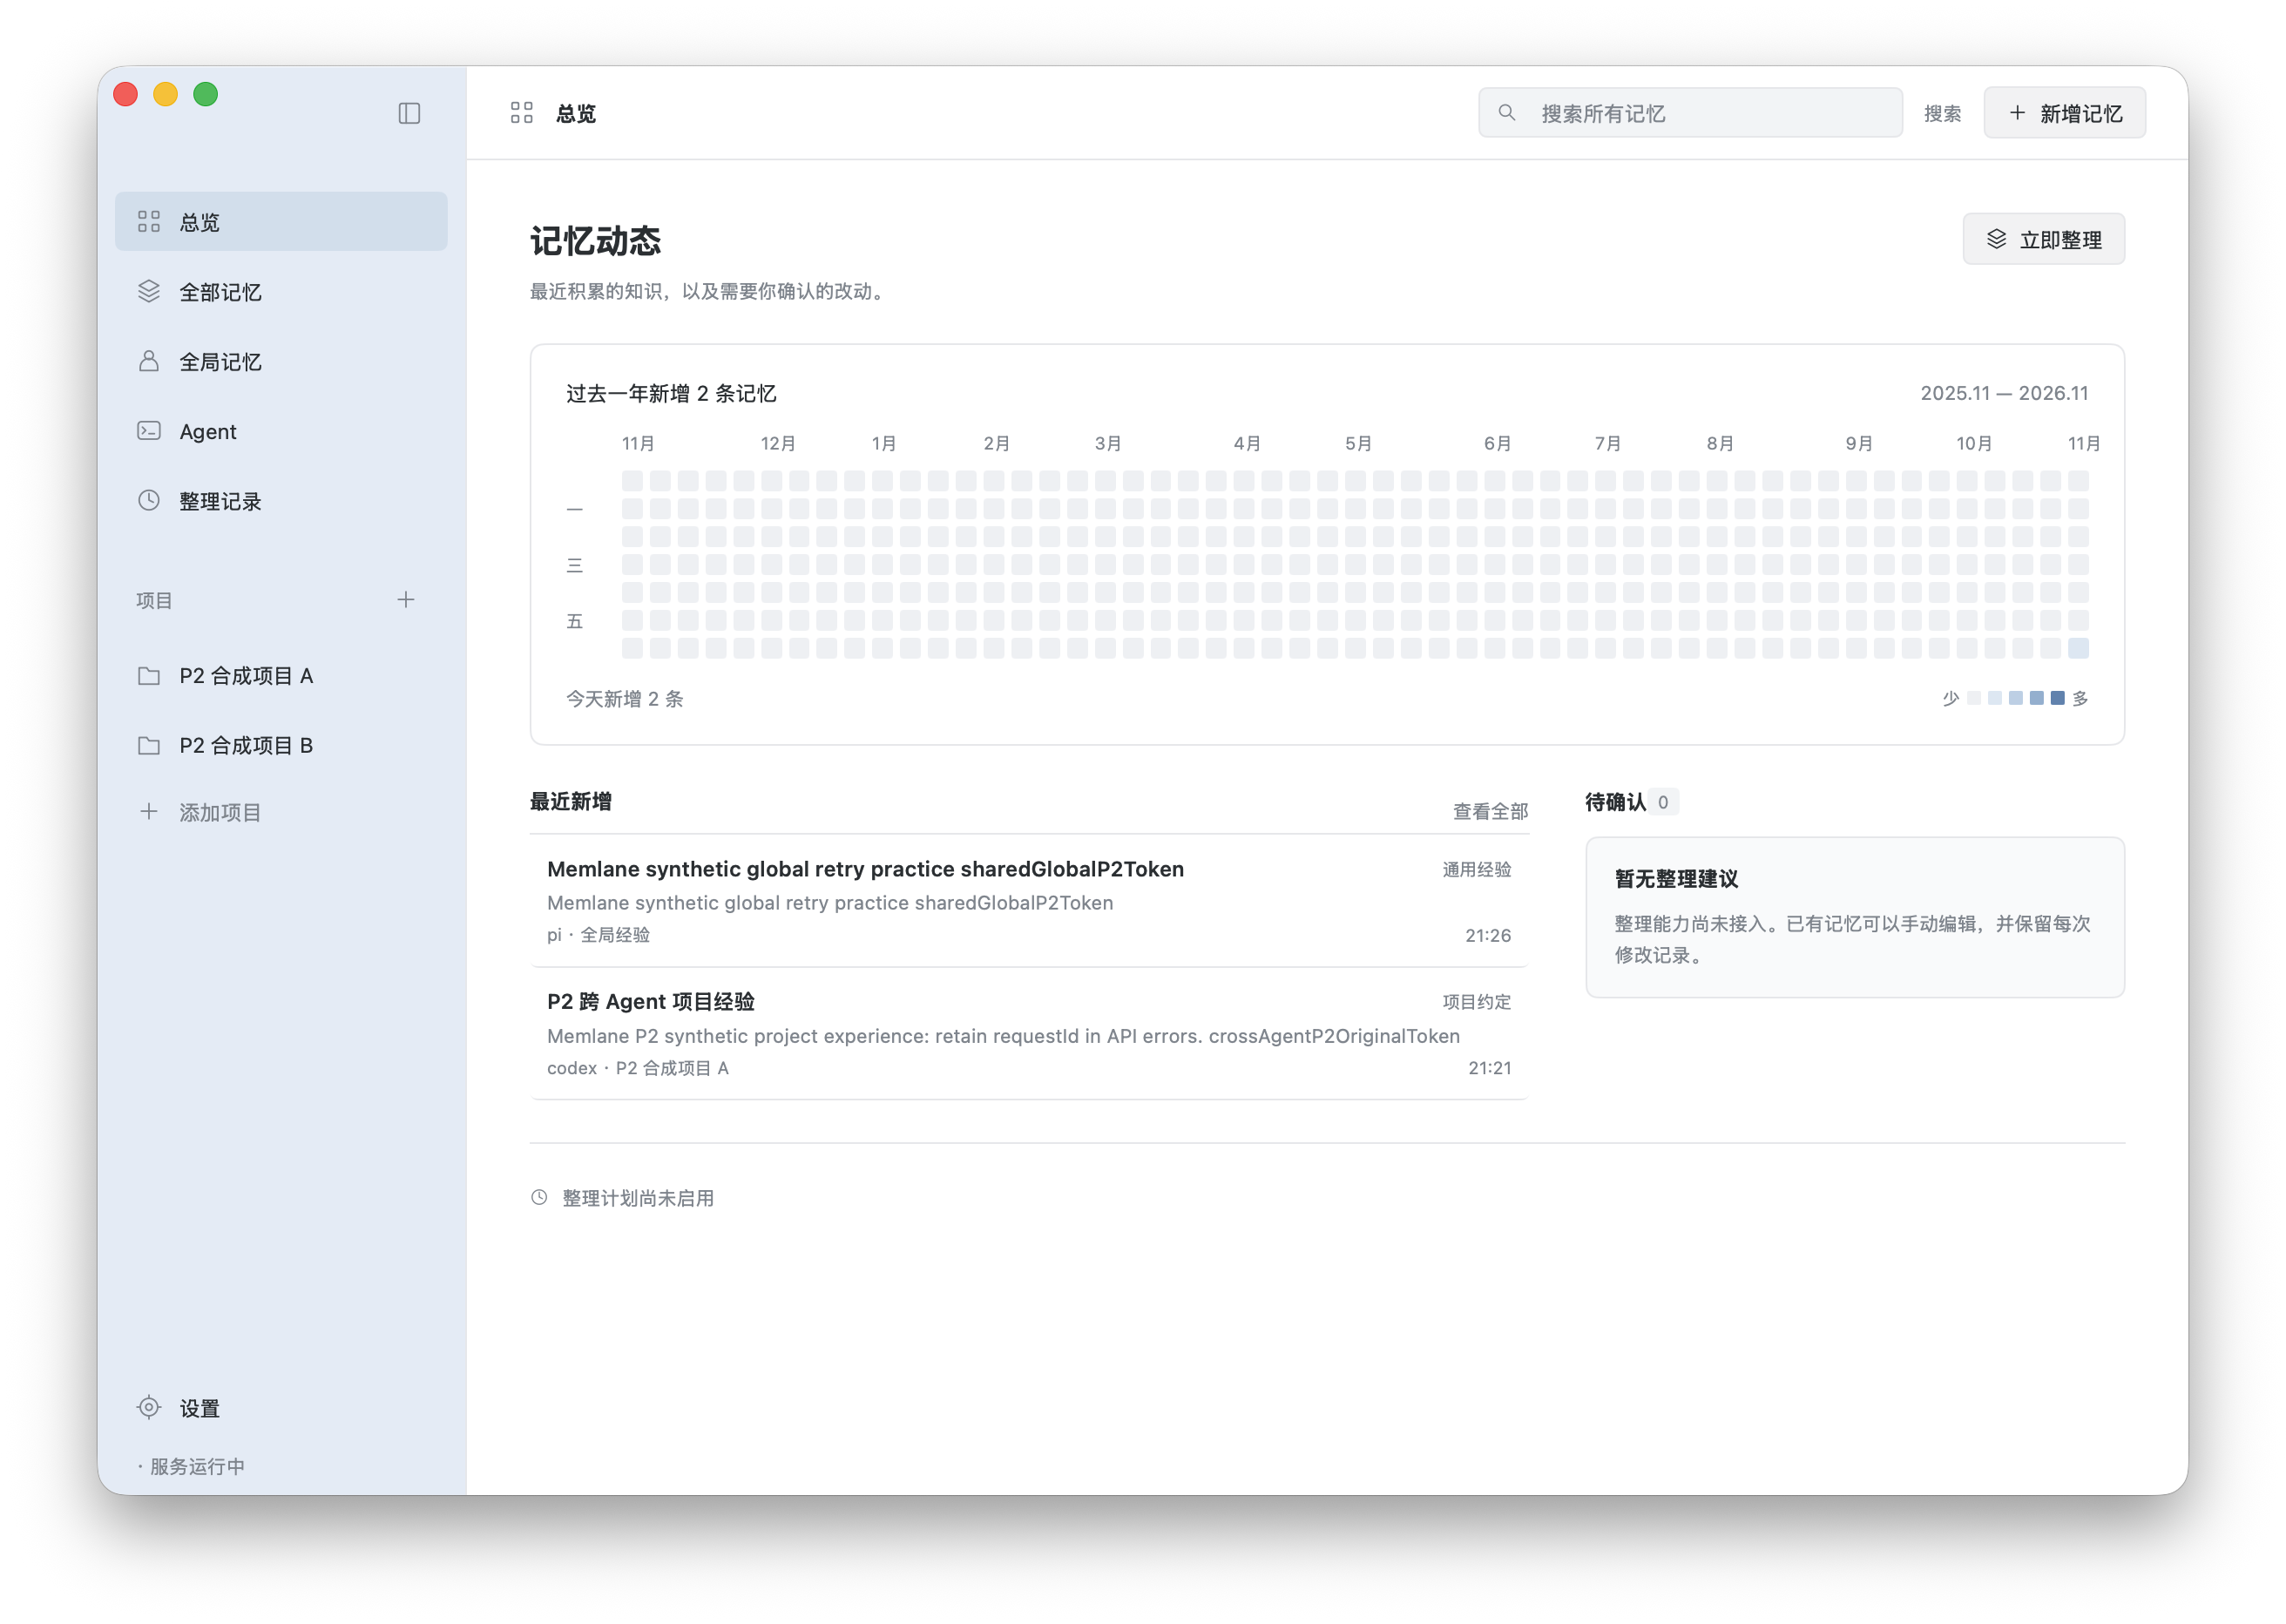 总览
全部记忆
全局记忆
Agent
整理记录
项目
P2 合成项目 A
P2 合成项目 B
添加项目
设置
· 服务运行中
总览
搜索所有记忆
搜索
新增记忆
记忆动态
立即整理
最近积累的知识，以及需要你确认的改动。
过去一年新增 2 条记忆
2025.11 — 2026.11
11月 12月 1月 2月 3月 4月 5月 6月 7月 8月 9月 10月 11月
一
三
五
今天新增 2 条
少 多
最近新增
查看全部
Memlane synthetic global retry practice sharedGlobalP2Token
通用经验
Memlane synthetic global retry practice sharedGlobalP2Token
pi · 全局经验
21:26
P2 跨 Agent 项目经验
项目约定
Memlane P2 synthetic project experience: retain requestId in API errors. crossAgentP2OriginalToken
codex · P2 合成项目 A
21:21
待确认 0
暂无整理建议
整理能力尚未接入。已有记忆可以手动编辑，并保留每次
修改记录。
整理计划尚未启用